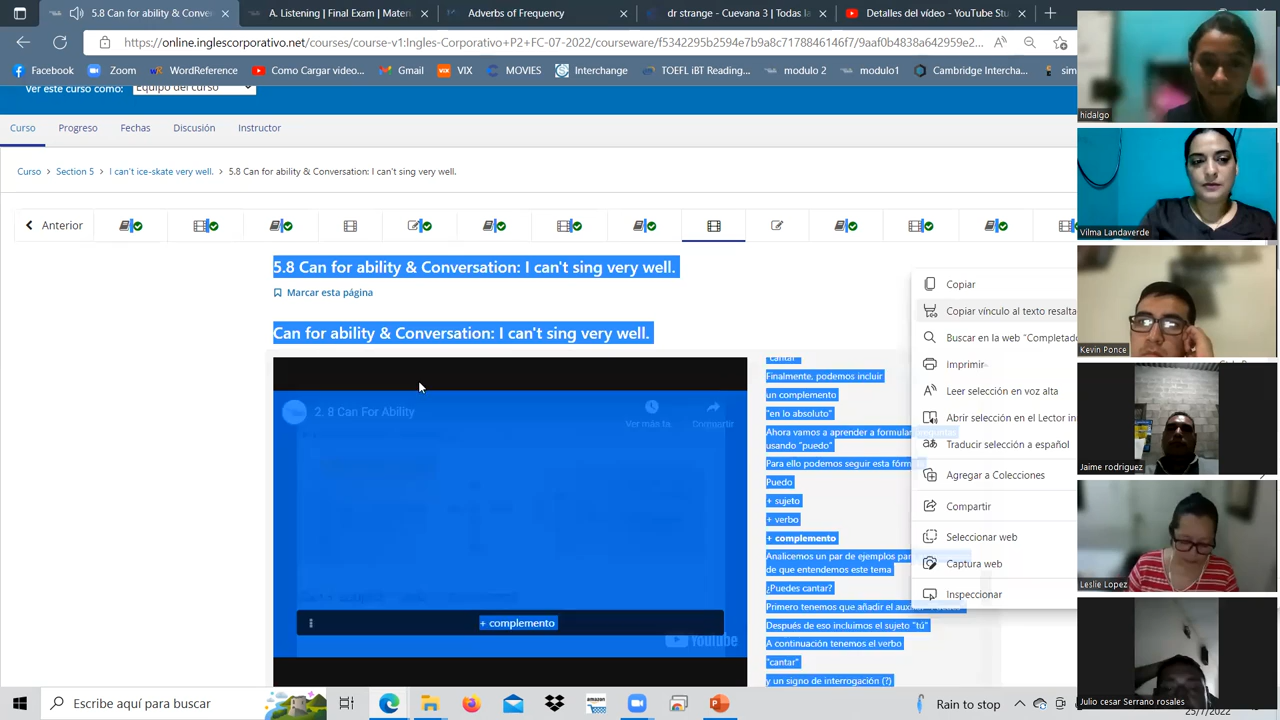 5.8 Can for Abi
A. Listening | Final Exam | Materi
Adverbs of Frequency
dr strange - Cuevana 3 | Todas la
Detalles del vídeo - YouTube Stu
https://online.inglescorporativo.net/courses/course-v1:Ingles-Corporativo+P2+FC-07-2022/courseware/f5342295b2594e7b9a8c7178846146f7/9aaf0b4838a642959e2...
Facebook
Zoom
WordReference
Como Cargar video...
Gmail
VIX
MOVIES
Interchange
TOEFL iBT Reading...
modulo 2
modulo1
Cambridge Intercha...
sim
Ver este curso como:
Equipo del curso
Curso
Progreso
Fechas
Discusión
Instructor
Curso > Section 5 > I can't ice-skate very well. > 5.8 Can for ability & Conversation: I can't sing very well.
Anterior
5.8 Can for ability & Conversation: I can't sing very well.
Marcar esta página
Can for ability & Conversation: I can't sing very well.
2. 8 Can For Ability
Ver más ta
Compartir
+ complemento
YouTube
"cantar"
Finalmente, podemos incluir
un complemento
"en lo absoluto"
Ahora vamos a aprender a formular preguntas
usando "puedo"
Para ello podemos seguir esta fórm
Puedo
+ sujeto
+ verbo
+ complemento
Analicemos un par de ejemplos par
de que entendemos este tema
¿Puedes cantar?
Primero tenemos que añadir el aux
Después de eso incluimos el sujeto "tú"
A continuación tenemos el verbo
"cantar"
y un signo de interrogación (?)
Copiar
Copiar vínculo al texto resalta
Buscar en la web "Completado
Imprimir
Leer selección en voz alta
Abrir selección en el Lector in
Traducir selección a español
Agregar a Colecciones
Compartir
Seleccionar web
Captura web
Inspeccionar
hidalgo
Vilma Landaverde
Kevin Ponce
Jaime rodriguez
Leslie Lopez
Julio cesar Serrano rosales
Escribe aquí para buscar
amazon
Rain to stop
25/7/2022